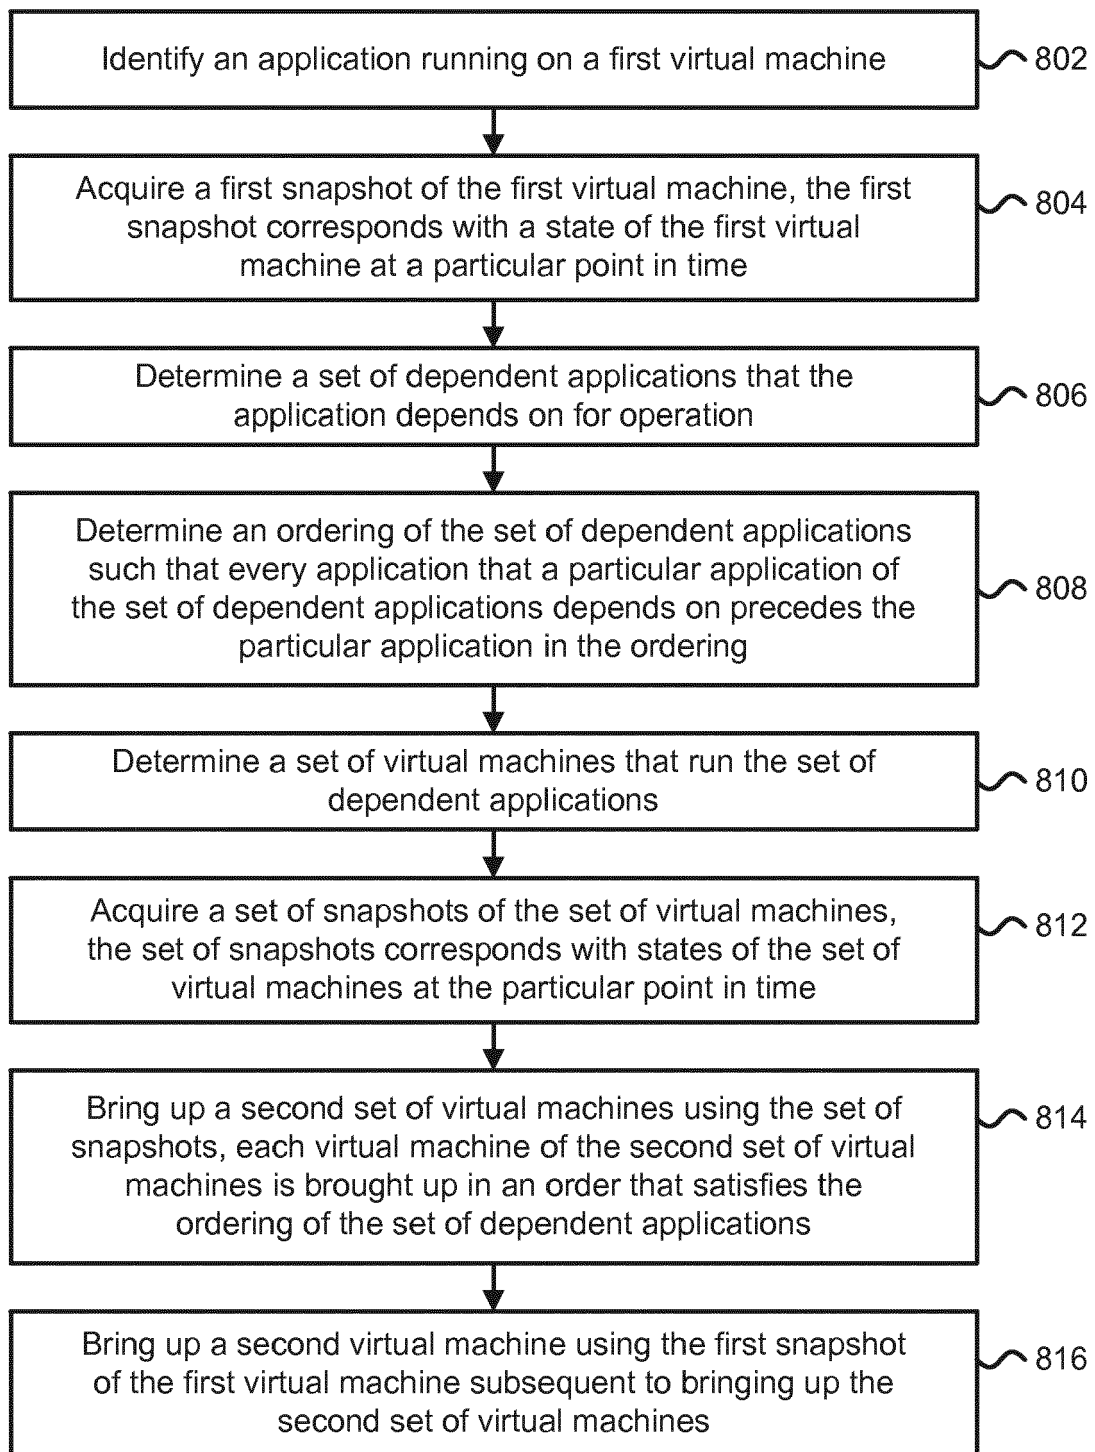 Identify an application running on a first virtual machine
802
Acquire a first snapshot of the first virtual machine, the first
snapshot corresponds with a state of the first virtual
machine at a particular point in time
804
Determine a set of dependent applications that the
application depends on for operation
806
Determine an ordering of the set of dependent applications
such that every application that a particular application of
the set of dependent applications depends on precedes the
particular application in the ordering
808
Determine a set of virtual machines that run the set of
dependent applications
810
Acquire a set of snapshots of the set of virtual machines,
the set of snapshots corresponds with states of the set of
virtual machines at the particular point in time
812
Bring up a second set of virtual machines using the set of
snapshots, each virtual machine of the second set of virtual
machines is brought up in an order that satisfies the
ordering of the set of dependent applications
814
Bring up a second virtual machine using the first snapshot
of the first virtual machine subsequent to bringing up the
second set of virtual machines
816